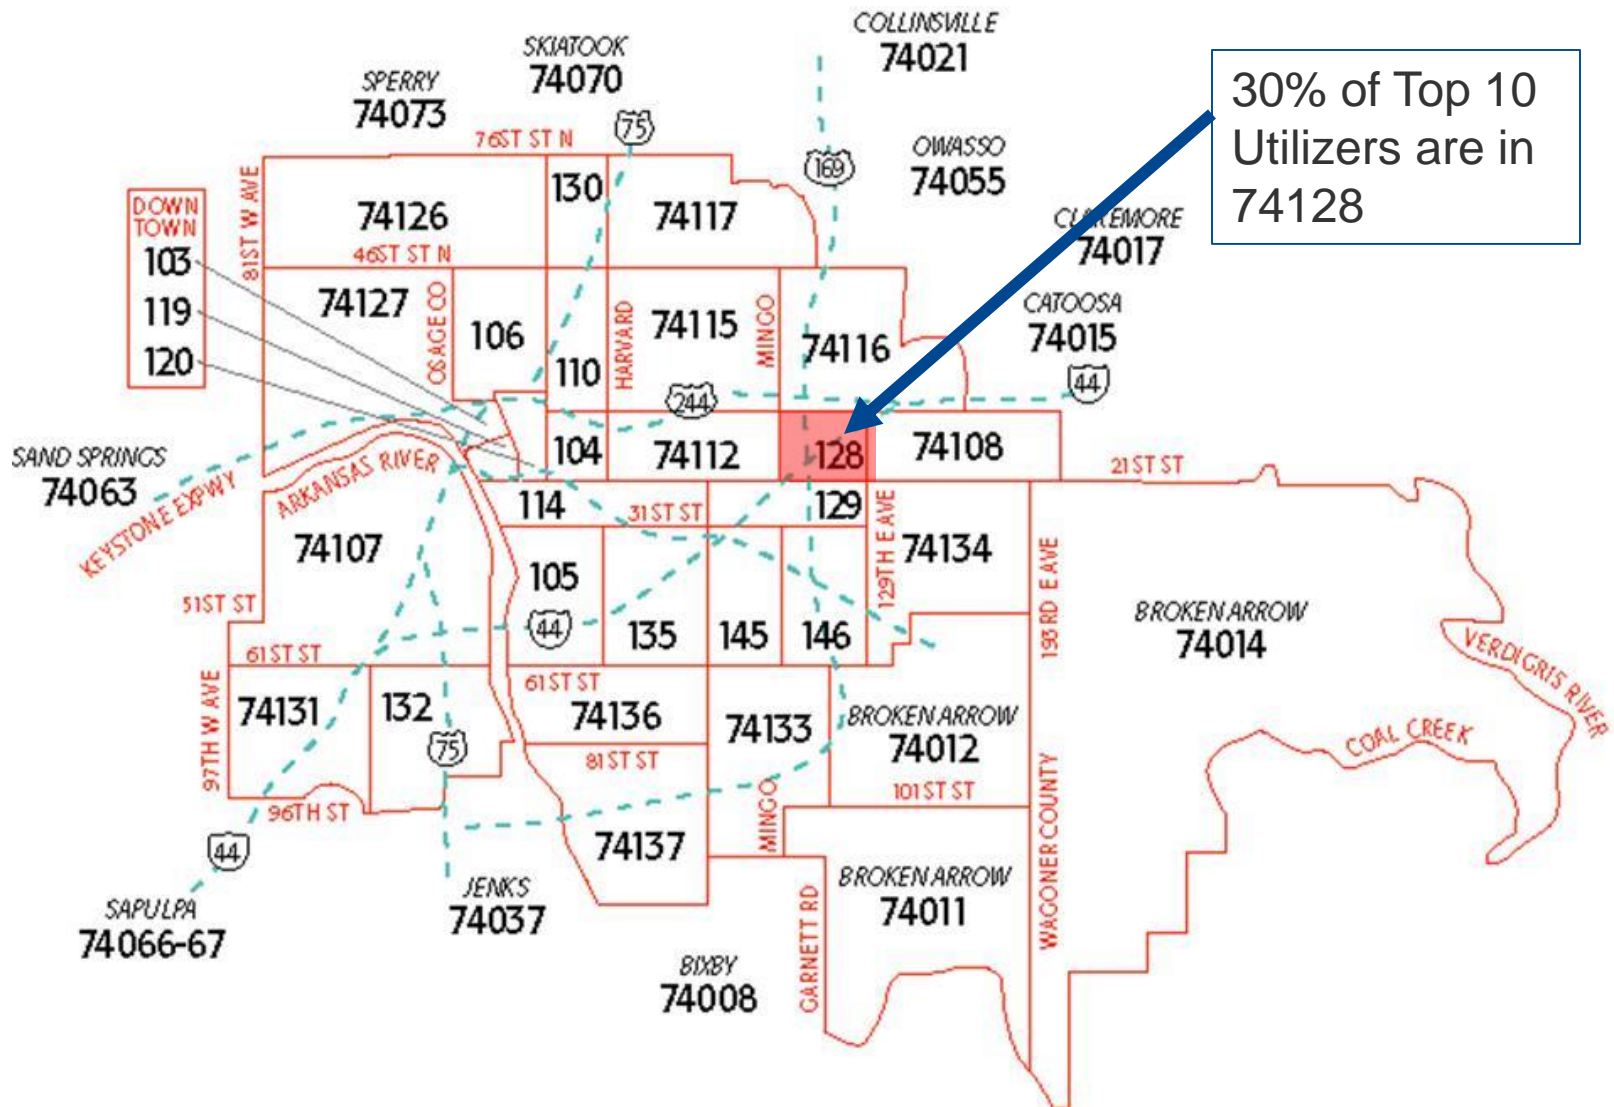 COLLINSVILLE
74021
SKIATOOK
74070
SPERRY
74073
30% of Top 10
Utilizers are in
74128
75
76ST ST N
OWASSO
74055
169
81ST W AVE
130
74126
74117
DOWN
TOWN
103
119
120
CLAREMORE
74017
46ST ST N
74127
OSAGE CO
106
110
HARVARD
74115
MINGO
74116
CATOOSA
74015
44
244
SAND SPRINGS
74063
KEYSTONE EXPWY
ARKANSAS RIVER
104
74112
128
74108
21ST ST
114
31ST ST
129
129TH E AVE
74134
74107
105
51ST ST
44
135
145
146
193RD E AVE
BROKEN ARROW
74014
VERDIGRIS RIVER
61ST ST
97TH W AVE
74131
132
75
61ST ST
74136
74133
BROKEN ARROW
74012
COAL CREEK
81ST ST
101ST ST
96TH ST
MINGO
WAGONER COUNTY
44
74137
SAPULPA
74066-67
JENKS
74037
BROKEN ARROW
74011
GARNETT RD
BIXBY
74008